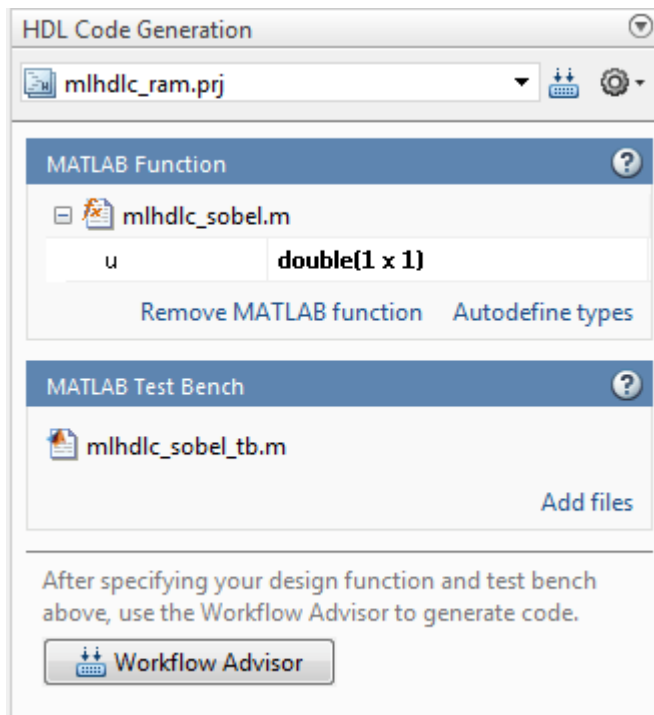 HDL Code Generation
mlhdlc_ram.prj
MATLAB Function
?
mlhdlc_sobel.m
u double(1 x 1)
Remove MATLAB function Autodefine types
MATLAB Test Bench
?
mlhdlc_sobel_tb.m
Add files
After specifying your design function and test bench
above, use the Workflow Advisor to generate code.
Workflow Advisor